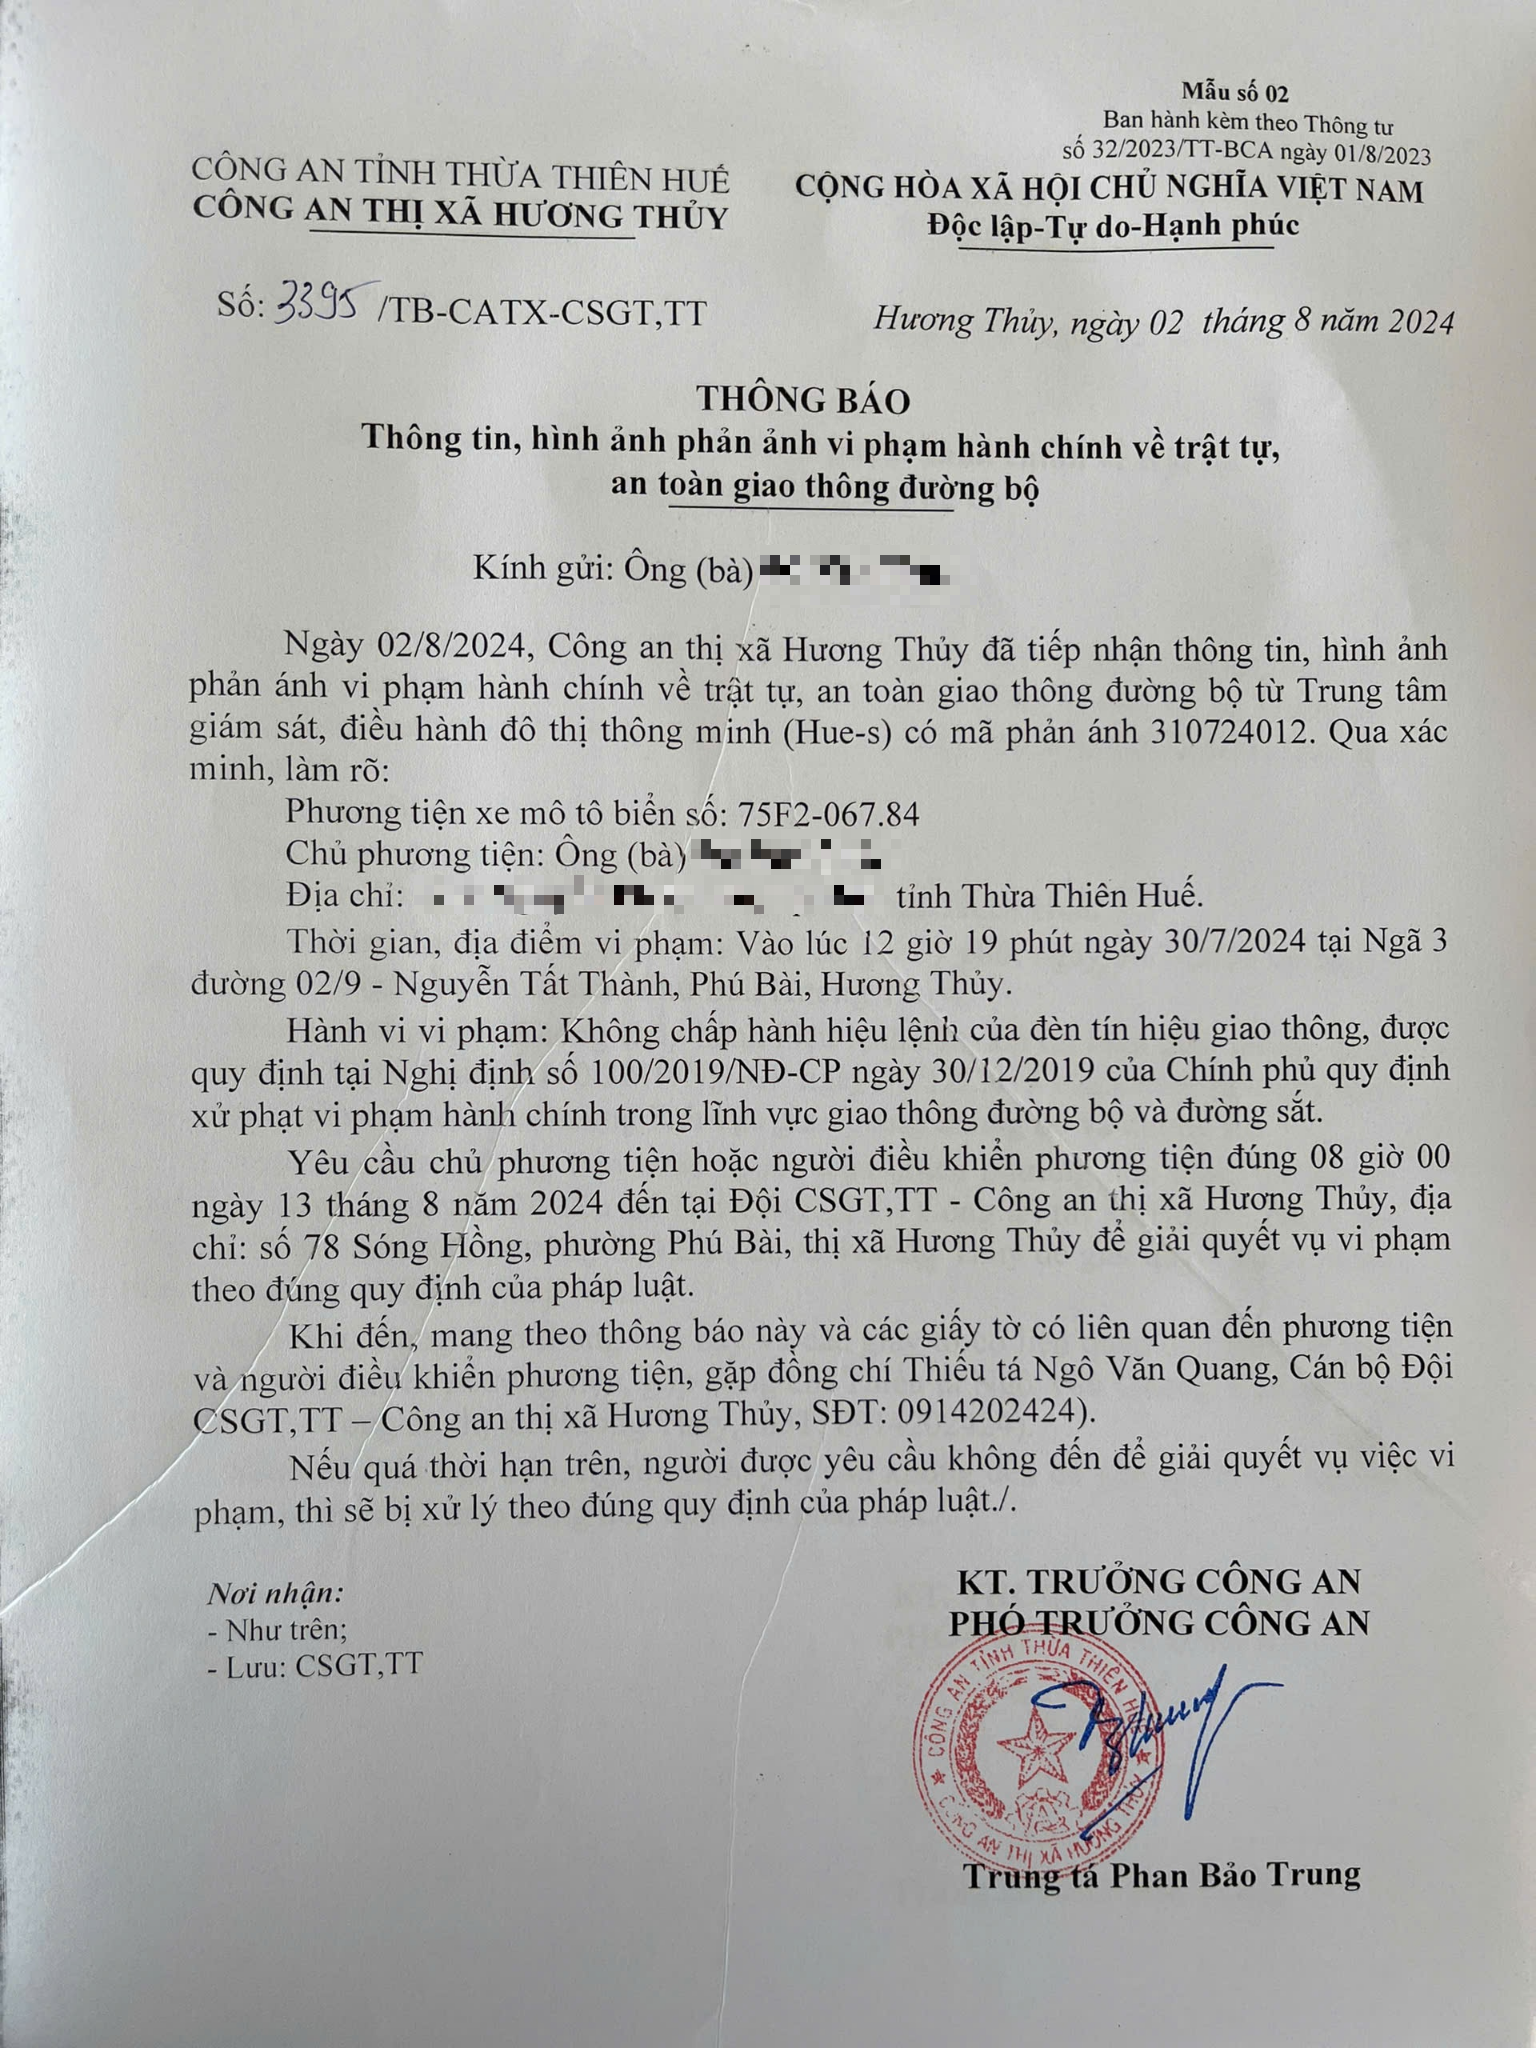 Mẫu số 02
Ban hành kèm theo Thông tư
số 32/2023/TT-BCA ngày 01/8/2023
CÔNG AN TỈNH THỪA THIÊN HUẾ
CÔNG AN THỊ XÃ HƯƠNG THỦY
CỘNG HÒA XÃ HỘI CHỦ NGHĨA VIỆT NAM
Độc lập-Tự do-Hạnh phúc
Số: 3395 /TB-CATX-CSGT,TT
Hương Thủy, ngày 02 tháng 8 năm 2024
THÔNG BÁO
Thông tin, hình ảnh phản ảnh vi phạm hành chính về trật tự,
an toàn giao thông đường bộ
Kính gửi: Ông (bà)
Ngày 02/8/2024, Công an thị xã Hương Thủy đã tiếp nhận thông tin, hình ảnh
phản ánh vi phạm hành chính về trật tự, an toàn giao thông đường bộ từ Trung tâm
giám sát, điều hành đô thị thông minh (Hue-s) có mã phản ánh 310724012. Qua xác
minh, làm rõ:
Phương tiện xe mô tô biển số: 75F2-067.84
Chủ phương tiện: Ông (bà)
Địa chỉ: tỉnh Thừa Thiên Huế.
Thời gian, địa điểm vi phạm: Vào lúc 12 giờ 19 phút ngày 30/7/2024 tại Ngã 3
đường 02/9 - Nguyễn Tất Thành, Phú Bài, Hương Thủy.
Hành vi vi phạm: Không chấp hành hiệu lệnh của đèn tín hiệu giao thông, được
quy định tại Nghị định số 100/2019/NĐ-CP ngày 30/12/2019 của Chính phủ quy định
xử phạt vi phạm hành chính trong lĩnh vực giao thông đường bộ và đường sắt.
Yêu cầu chủ phương tiện hoặc người điều khiển phương tiện đúng 08 giờ 00
ngày 13 tháng 8 năm 2024 đến tại Đội CSGT,TT - Công an thị xã Hương Thủy, địa
chỉ: số 78 Sóng Hồng, phường Phú Bài, thị xã Hương Thủy để giải quyết vụ vi phạm
theo đúng quy định của pháp luật.
Khi đến, mang theo thông báo này và các giấy tờ có liên quan đến phương tiện
và người điều khiển phương tiện, gặp đồng chí Thiếu tá Ngô Văn Quang, Cán bộ Đội
CSGT,TT – Công an thị xã Hương Thủy, SĐT: 0914202424).
Nếu quá thời hạn trên, người được yêu cầu không đến để giải quyết vụ việc vi
phạm, thì sẽ bị xử lý theo đúng quy định của pháp luật./.
Nơi nhận:
- Như trên;
- Lưu: CSGT,TT
KT. TRƯỞNG CÔNG AN
PHÓ TRƯỞNG CÔNG AN
CÔNG AN TỈNH THỪA THIÊN HUẾ
CÔNG AN THỊ XÃ HƯƠNG THỦY
Trung tá Phan Bảo Trung